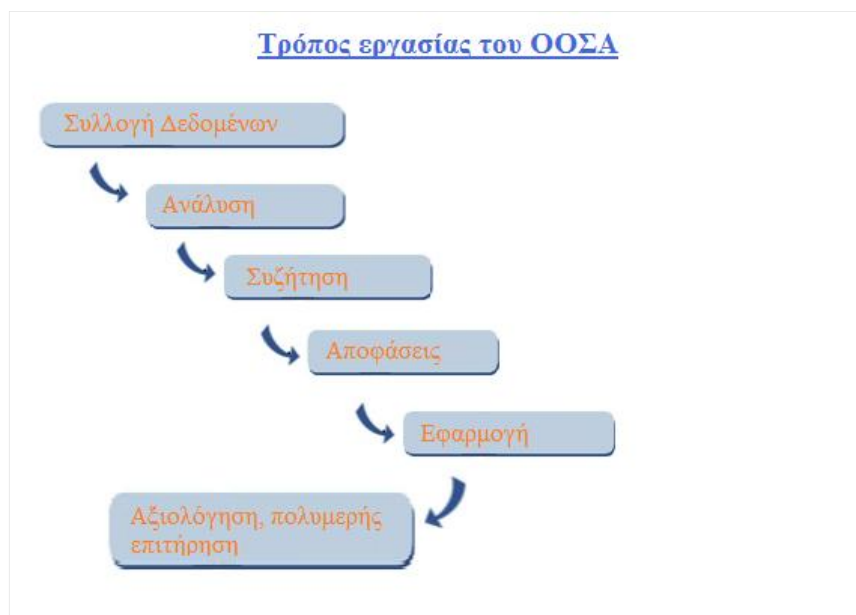 Τρόπος εργασίας του ΟΟΣΑ
Συλλογή Δεδομένων
Ανάλυση
Συζήτηση
Αποφάσεις
Εφαρμογή
Αξιολόγηση, πολυμερής
επιτήρηση